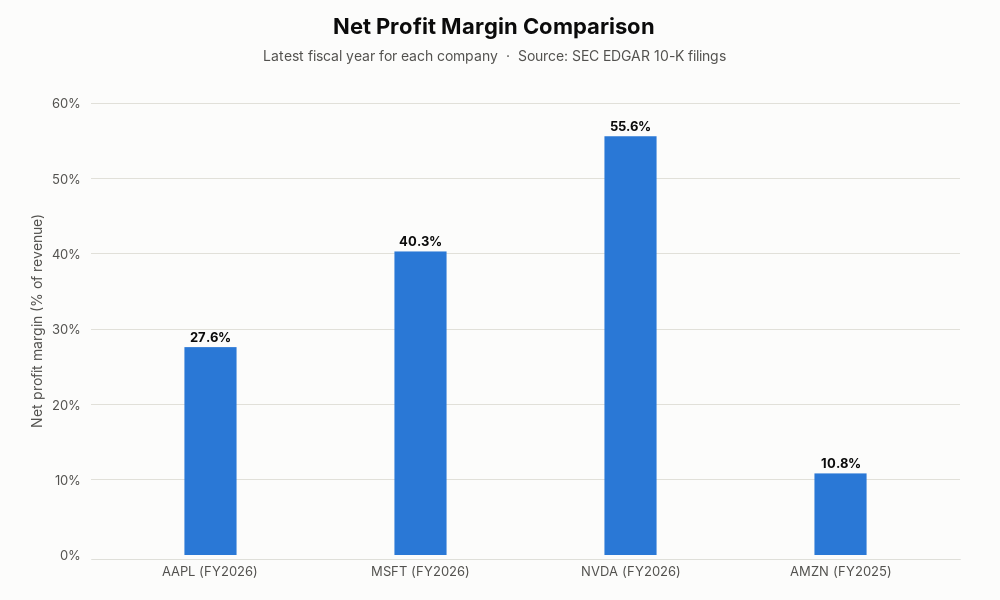 Net Profit Margin Comparison
Latest fiscal year for each company · Source: SEC EDGAR 10-K filings
Net profit margin (% of revenue)
60%
50%
40%
30%
20%
10%
0%
27.6%
40.3%
55.6%
10.8%
AAPL (FY2026)
MSFT (FY2026)
NVDA (FY2026)
AMZN (FY2025)